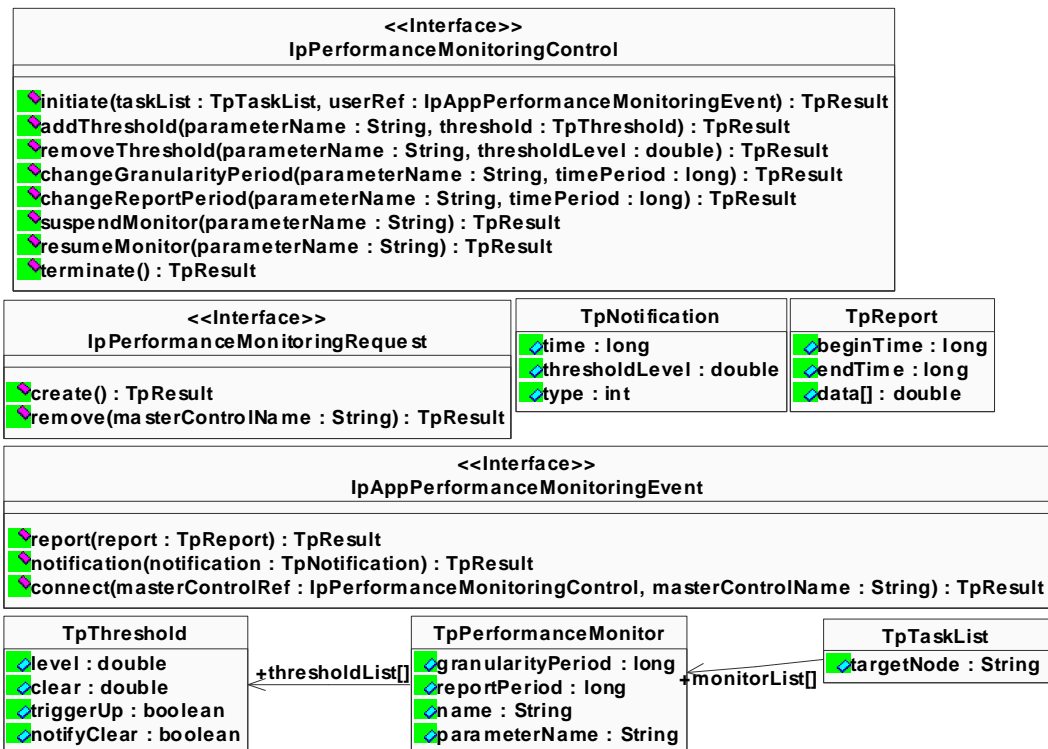 <<Interface>>
IpPerformanceMonitoringControl
initiate(taskList : TpTaskList, userRef : IpAppPerformanceMonitoringEvent) : TpResult
addThreshold(parameterName : String, threshold : TpThreshold) : TpResult
removeThreshold(parameterName : String, thresholdLevel : double) : TpResult
changeGranularityPeriod(parameterName : String, timePeriod : long) : TpResult
changeReportPeriod(parameterName : String, timePeriod : long) : TpResult
suspendMonitor(parameterName : String) : TpResult
resumeMonitor(parameterName : String) : TpResult
terminate() : TpResult
<<Interface>>
IpPerformanceMonitoringRequest
create() : TpResult
remove(masterControlName : String) : TpResult
TpNotification
time : long
thresholdLevel : double
type : int
TpReport
beginTime : long
endTime : long
data[] : double
<<Interface>>
IpAppPerformanceMonitoringEvent
report(report : TpReport) : TpResult
notification(notification : TpNotification) : TpResult
connect(masterControlRef : IpPerformanceMonitoringControl, masterControlName : String) : TpResult
TpThreshold
level : double
clear : double
triggerUp : boolean
notifyClear : boolean
+thresholdList[]
TpPerformanceMonitor
granularityPeriod : long
reportPeriod : long
name : String
parameterName : String
+monitorList[]
TpTaskList
targetNode : String